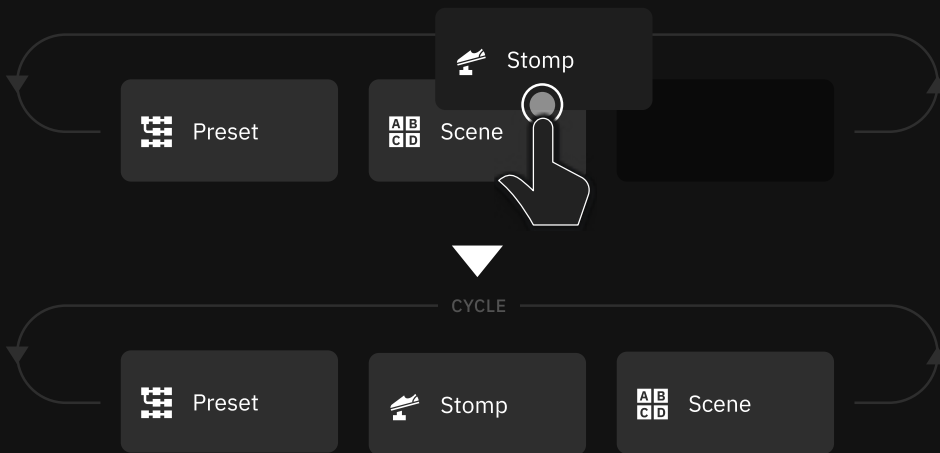 Stomp
Preset
A B
Scene
C D
CYCLE
Preset
Stomp
A B
Scene
C D